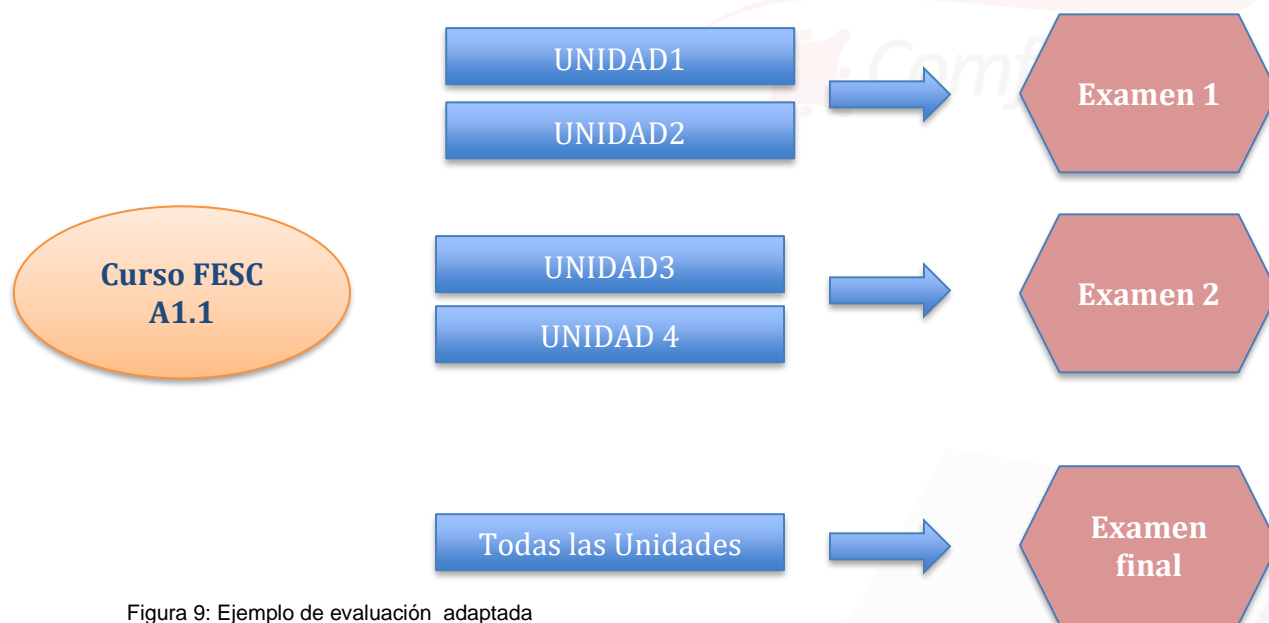 UNIDAD1
UNIDAD2
Examen 1
Curso FESC
A1.1
UNIDAD3
UNIDAD 4
Examen 2
Todas las Unidades
Examen
final
Figura 9: Ejemplo de evaluación adaptada